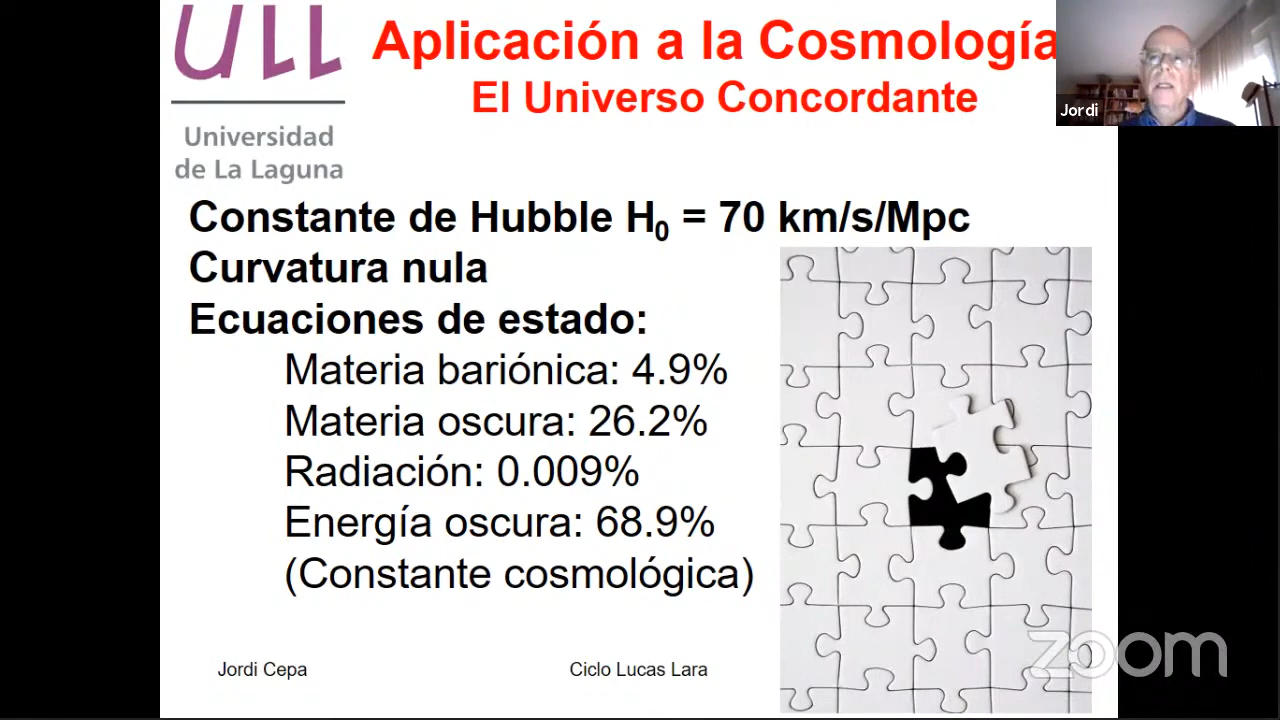 ULL
Universidad
de La Laguna
Aplicación a la Cosmología
El Universo Concordante
Jordi
Constante de Hubble H₀ = 70 km/s/Mpc
Curvatura nula
Ecuaciones de estado:
Materia bariónica: 4.9%
Materia oscura: 26.2%
Radiación: 0.009%
Energía oscura: 68.9%
(Constante cosmológica)
Jordi Cepa
Ciclo Lucas Lara
zoom